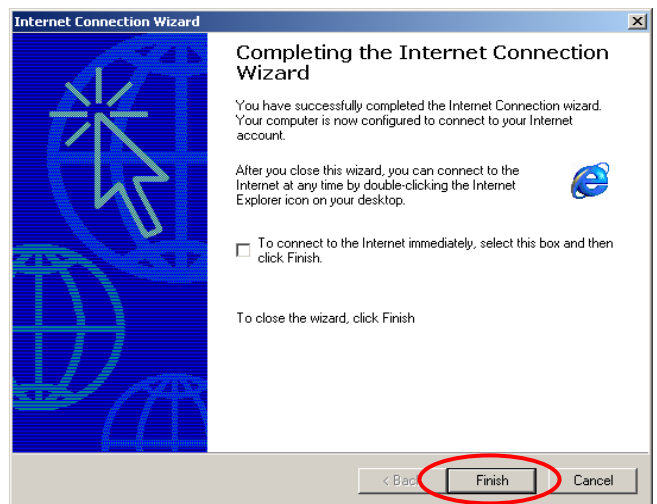 Internet Connection Wizard
Completing the Internet Connection
Wizard
You have successfully completed the Internet Connection wizard.
Your computer is now configured to connect to your Internet
account.
After you close this wizard, you can connect to the
Internet at any time by double-clicking the Internet
Explorer icon on your desktop.
To connect to the Internet immediately, select this box and then
click Finish.
To close the wizard, click Finish
< Back Finish Cancel